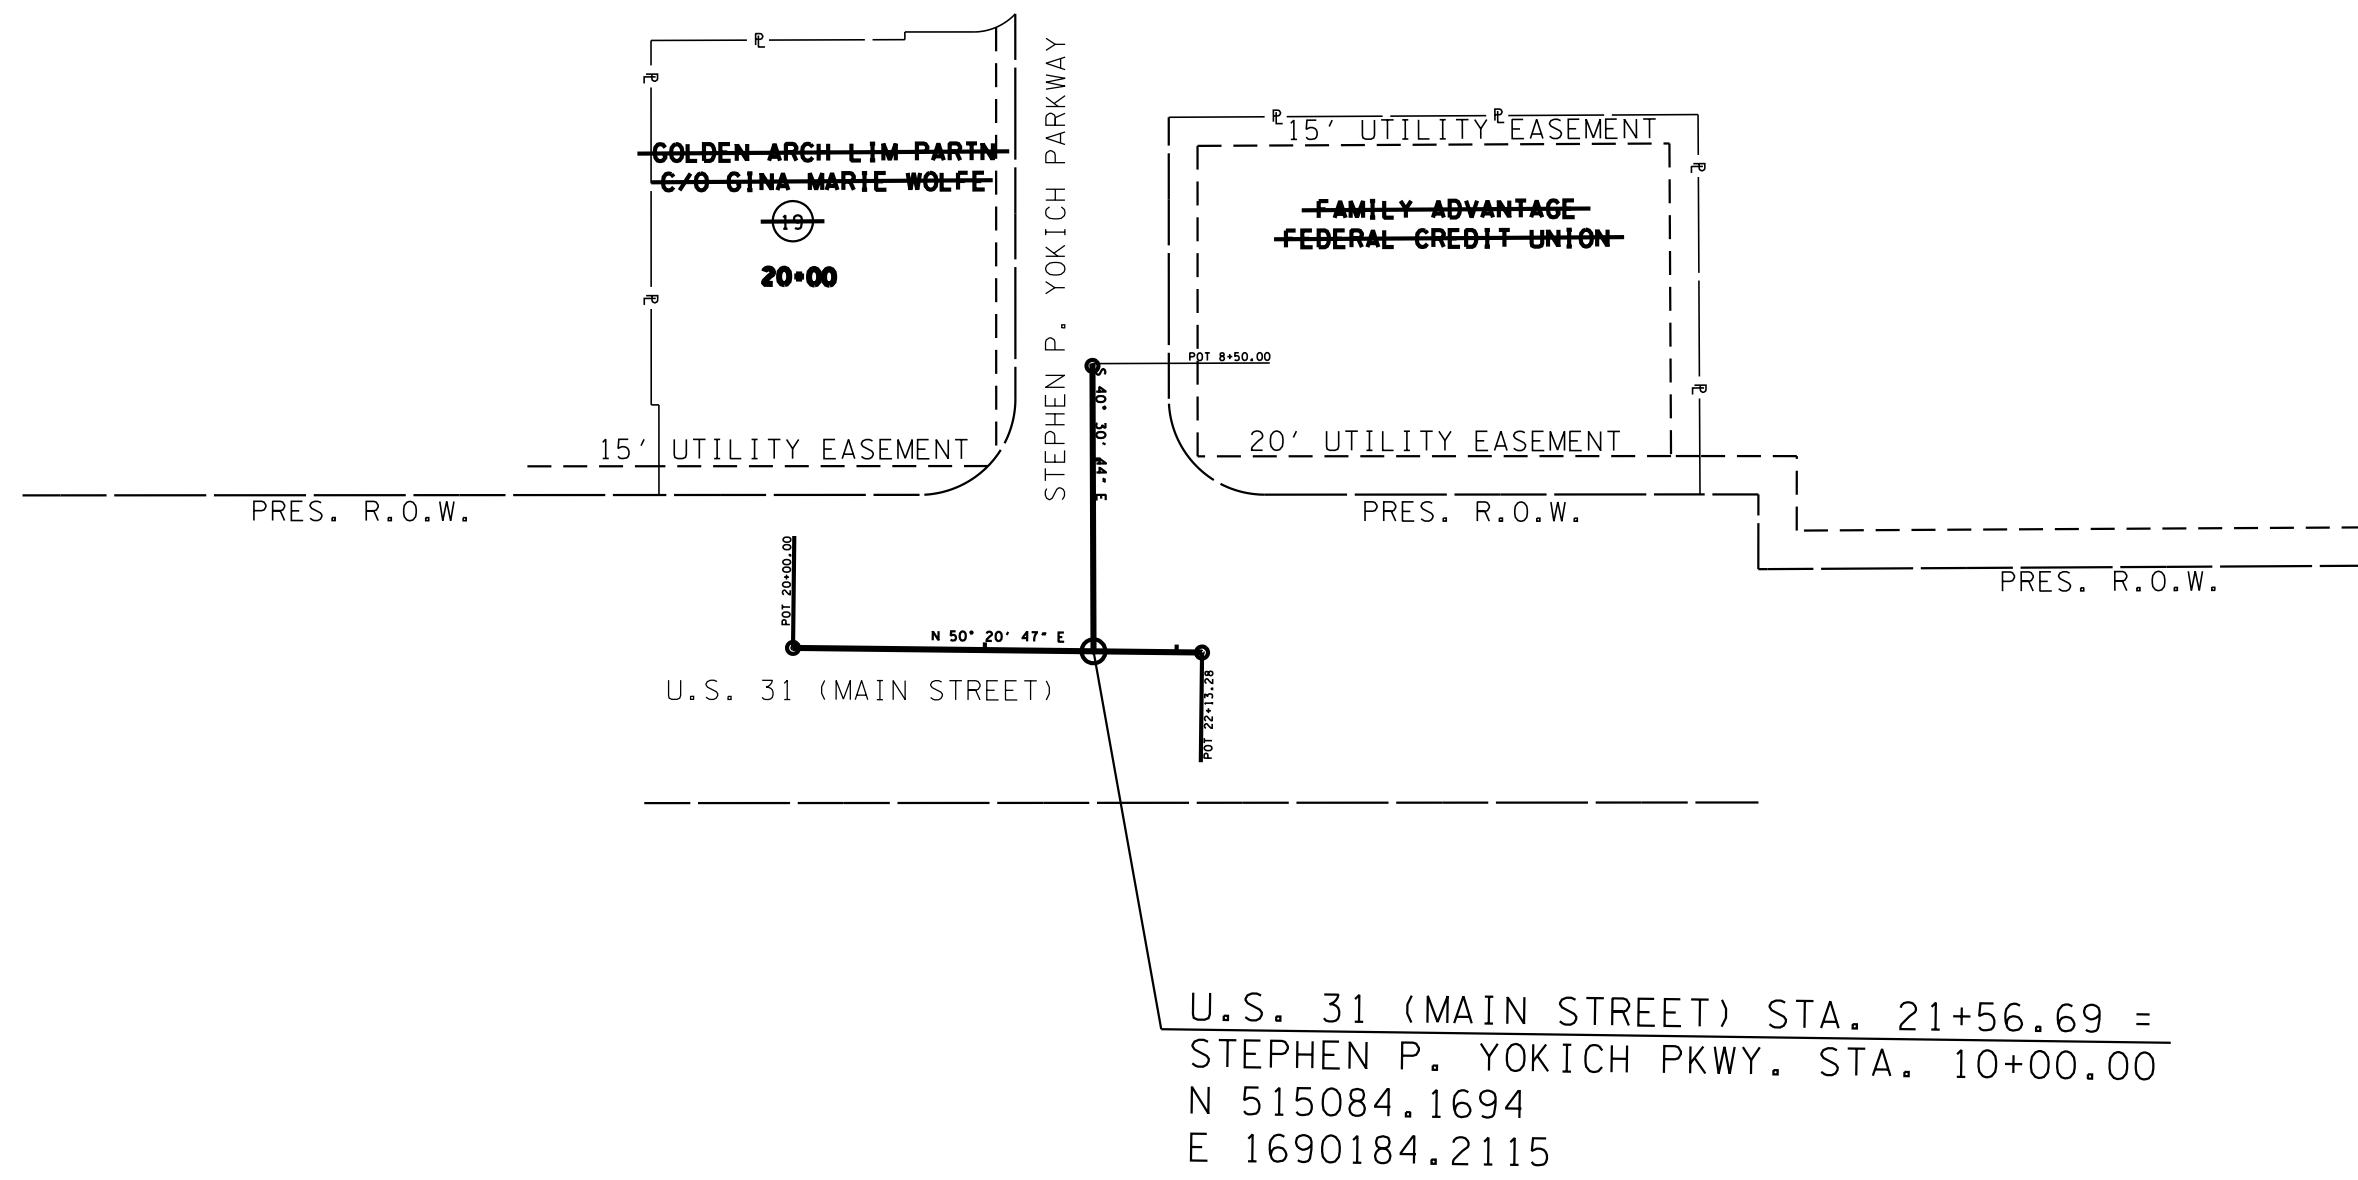 GOLDEN ARCH LIM PARTN
C/O GINA MARIE WOLFE
19
20+00
STEPHEN P. YOKICH PARKWAY
15' UTILITY EASEMENT
FAMILY ADVANTAGE
FEDERAL CREDIT UNION
POT 8+50.00
S 40° 30' 44" E
15' UTILITY EASEMENT
20' UTILITY EASEMENT
PRES. R.O.W.
PRES. R.O.W.
PRES. R.O.W.
POT 20+00.00
N 50° 20' 47" E
U.S. 31 (MAIN STREET)
POT 22+13.28
U.S. 31 (MAIN STREET) STA. 21+56.69 =
STEPHEN P. YOKICH PKWY. STA. 10+00.00
N 515084.1694
E 1690184.2115